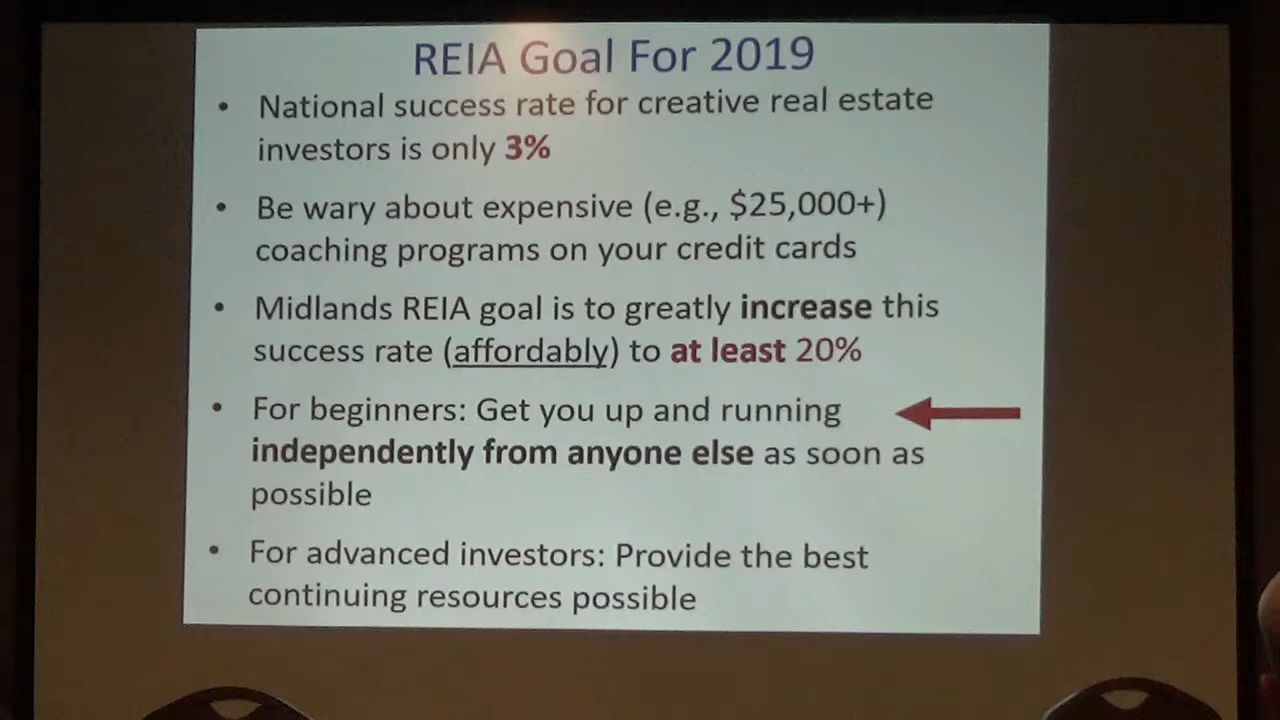 REIA Goal For 2019
• National success rate for creative real estate
investors is only 3%
• Be wary about expensive (e.g., $25,000+)
coaching programs on your credit cards
• Midlands REIA goal is to greatly increase this
success rate (affordably) to at least 20%
• For beginners: Get you up and running
independently from anyone else as soon as
possible
• For advanced investors: Provide the best
continuing resources possible